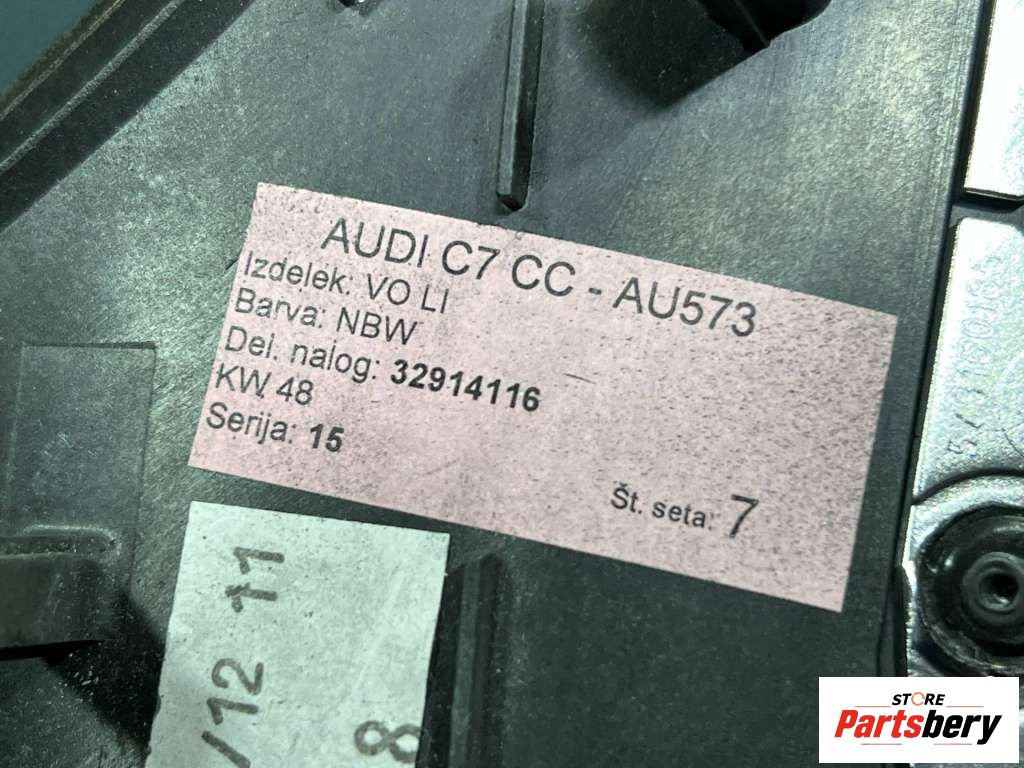 AUDI C7 CC - AU573
Izdelek: VO LI
Barva: NBW
Del. nalog: 32914116
KW 48
Serija: 15
Št. seta: 7
/12 11
8
STORE
Partsbery